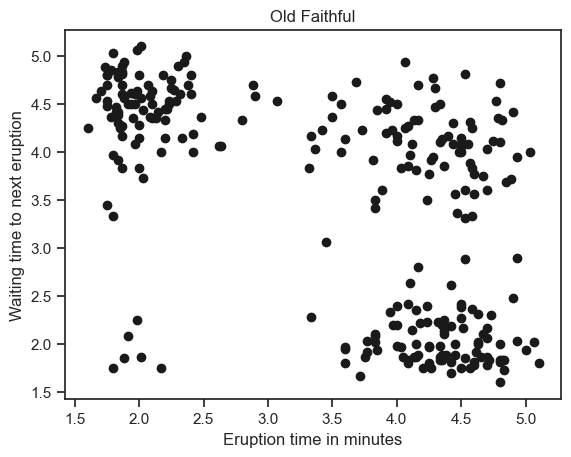 Old Faithful
5.0
4.5
4.0
3.5
3.0
2.5
2.0
1.5
Waiting time to next eruption
1.5 2.0 2.5 3.0 3.5 4.0 4.5 5.0
Eruption time in minutes